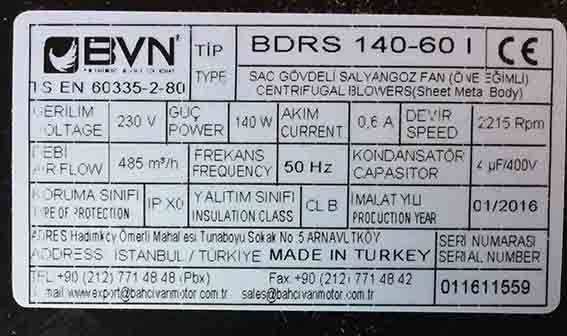 BVN TİP BDRS 140-60 I CE
TYPE SAC GÖVDELİ SALYANGOZ FAN (ÖNE EĞİMLİ)
TS EN 60335-2-80 CENTRIFUGAL BLOWERS(Sheet Metal Body)
GERİLİM GÜÇ AKIM DEVİR
VOLTAGE 230 V POWER 140 W CURRENT 0,6 A SPEED 2215 Rpm
DEBİ FREKANS KONDANSATÖR
AIR FLOW 485 m³/h FREQUENCY 50 Hz CAPASITOR 4 µF/400V
KORUMA SINIFI YALITIM SINIFI İMALAT YILI
TYPE OF PROTECTION IP X0 INSULATION CLASS CL B PRODUCTION YEAR 01/2016
ADRES Hadımköy Ömerli Mahallesi Tunaboyu Sokak No :5 ARNAVUTKÖY SERİ NUMARASI
ADDRESS İSTANBUL / TÜRKİYE MADE IN TURKEY SERIAL NUMBER
TEL +90 (212) 771 48 48 (Pbx) Fax +90 (212) 771 48 42
www.export@bahcivanmotor.com sales@bahcivanmotor.com.tr 011611559